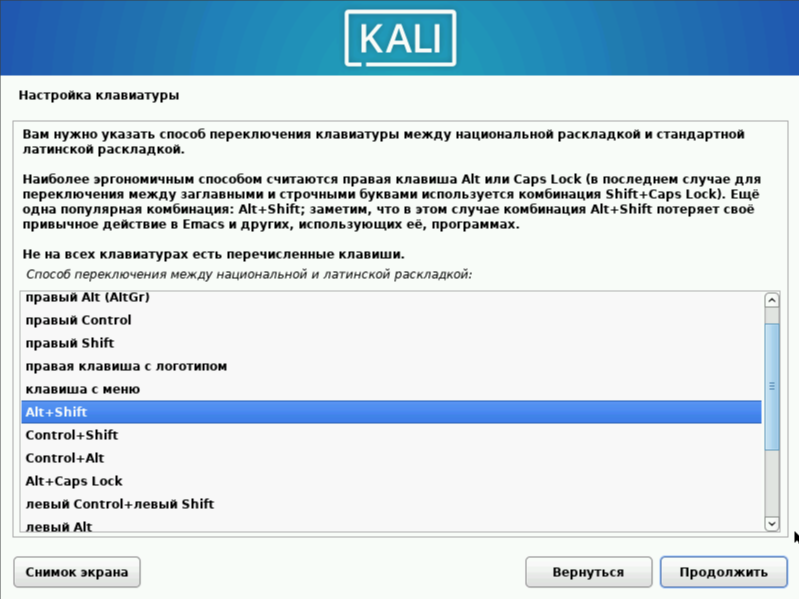 KALI
Настройка клавиатуры
Вам нужно указать способ переключения клавиатуры между национальной раскладкой и стандартной
латинской раскладкой.
Наиболее эргономичным способом считаются правая клавиша Alt или Caps Lock (в последнем случае для
переключения между заглавными и строчными буквами используется комбинация Shift+Caps Lock). Ещё
одна популярная комбинация: Alt+Shift; заметим, что в этом случае комбинация Alt+Shift потеряет своё
привычное действие в Emacs и других, использующих её, программах.
Не на всех клавиатурах есть перечисленные клавиши.
Способ переключения между национальной и латинской раскладкой:
правый Alt (AltGr)
правый Control
правый Shift
правая клавиша с логотипом
клавиша с меню
Alt+Shift
Control+Shift
Control+Alt
Alt+Caps Lock
левый Control+левый Shift
левый Alt
Снимок экрана
Вернуться
Продолжить